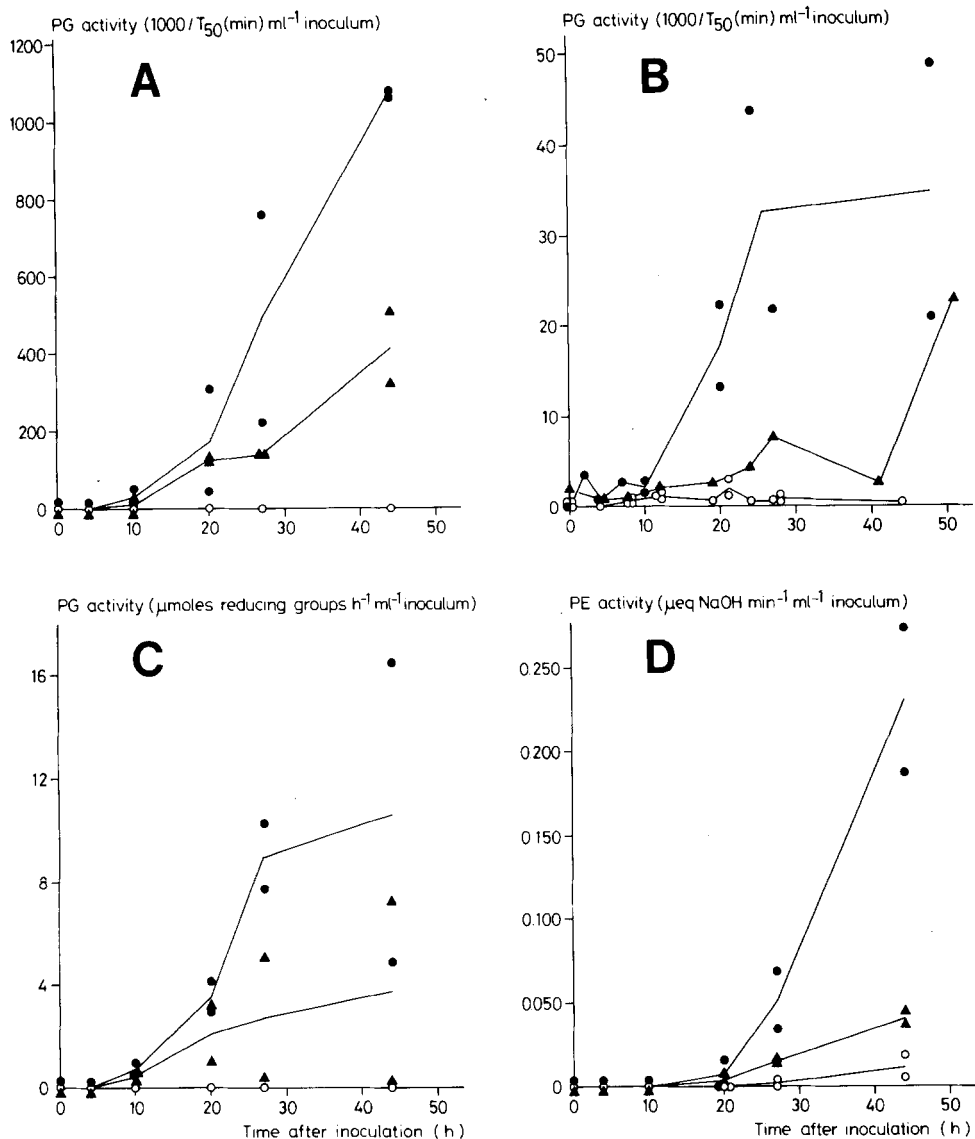 PG activity (1000/T50(min) ml-1 inoculum)
A
1200
1000
800
600
400
200
0
0 10 20 30 40 50
PG activity (1000/T50(min) ml-1 inoculum)
B
50
40
30
20
10
0
0 10 20 30 40 50
PG activity (μmoles reducing groups h-1 ml-1 inoculum)
C
16
12
8
4
0
0 10 20 30 40 50
Time after inoculation (h)
PE activity (μeq NaOH min-1 ml-1 inoculum)
D
0.250
0.200
0.150
0.100
0.050
0
0 10 20 30 40 50
Time after inoculation (h)